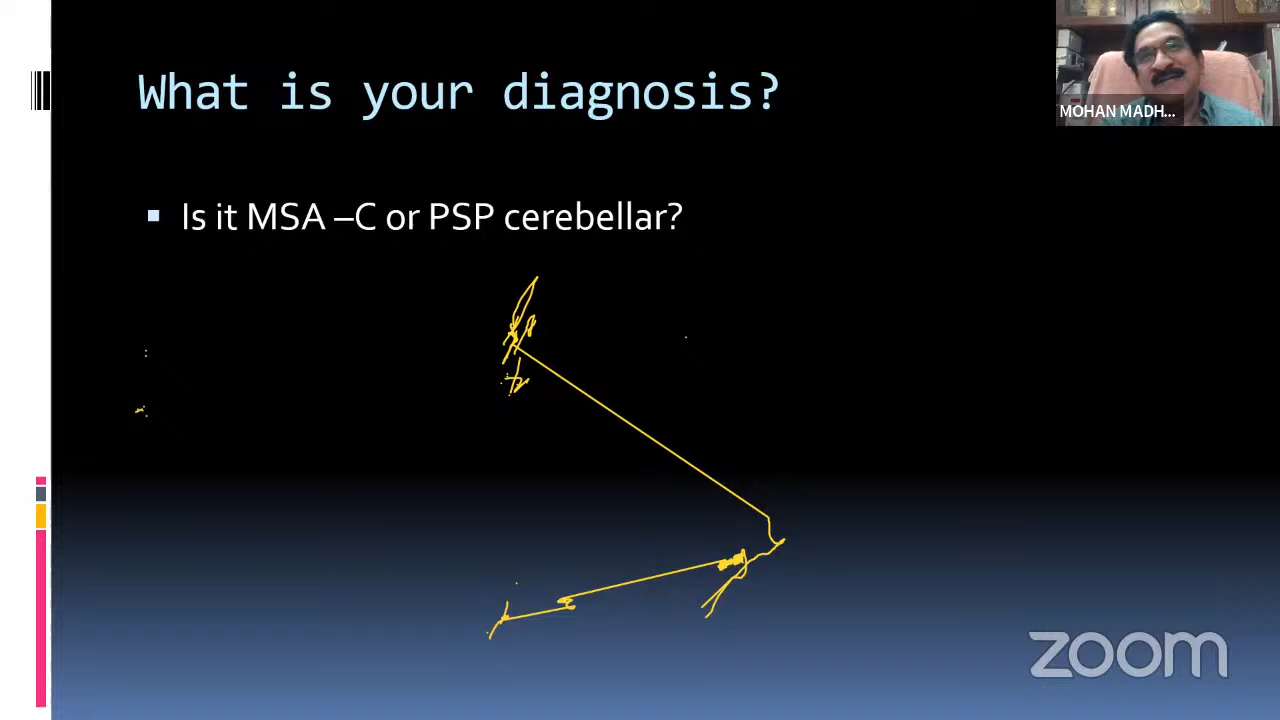 What is your diagnosis?
MOHAN MADH...
Is it MSA –C or PSP cerebellar?
zoom